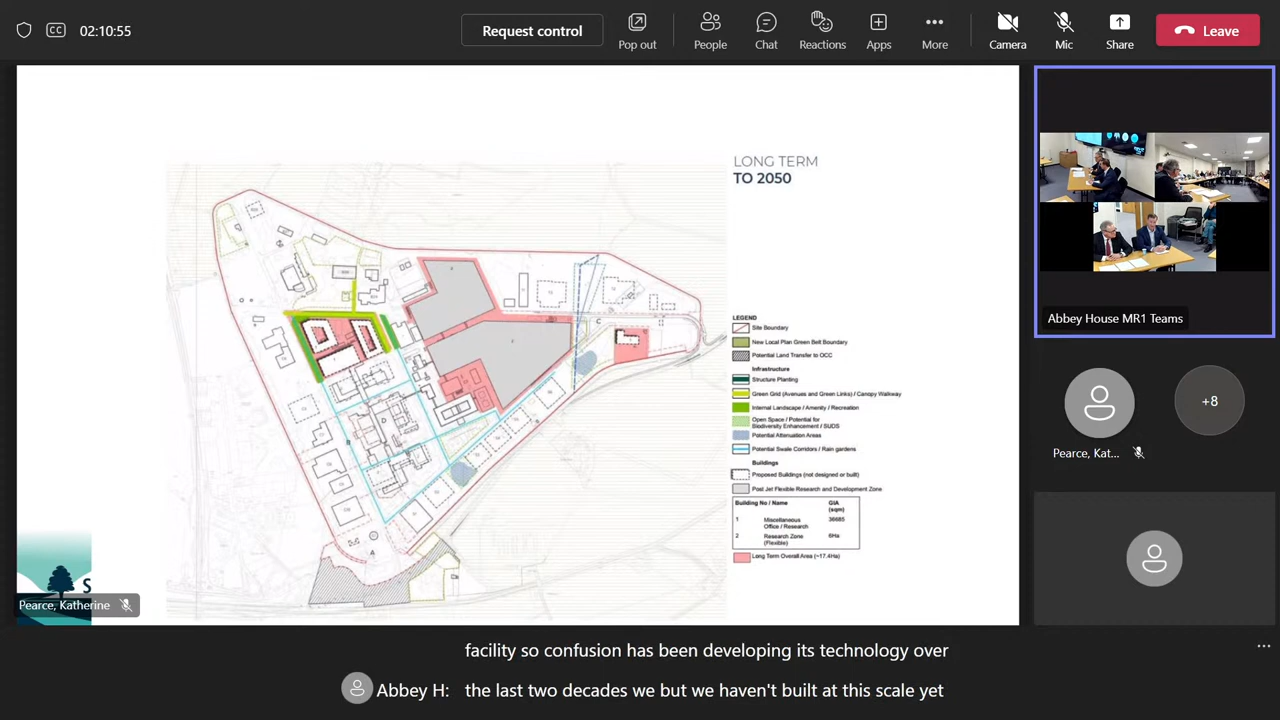 CC
02:10:55
Request control
Pop out
People
Chat
Reactions
Apps
More
Camera
Mic
Share
Leave
LONG TERM
TO 2050
LEGEND
Site Boundary
New Local Plan Green Belt Boundary
Potential Land Transfer to OCC
Infrastructure
Structure Planting
Green Grid (Avenues and Green Links) / Canopy Walkway
Internal Landscape / Amenity / Recreation
Open Space / Potential for
Biodiversity Enhancement / SUDS
Potential Attenuation Areas
Potential Swale Corridors / Rain gardens
Buildings
Proposed Buildings (not designed or built)
Post Jet Flexible Research and Development Zone
Building No / Name GIA
(sqm)
1 Miscellaneous 36685
Office / Research
2 Research Zone 6Ha
(Flexible)
Long Term Overall Area (~17.4Ha)
S
Pearce, Katherine
Abbey House MR1 Teams
Pearce, Kat...
+8
facility so confusion has been developing its technology over
Abbey H: the last two decades we but we haven't built at this scale yet